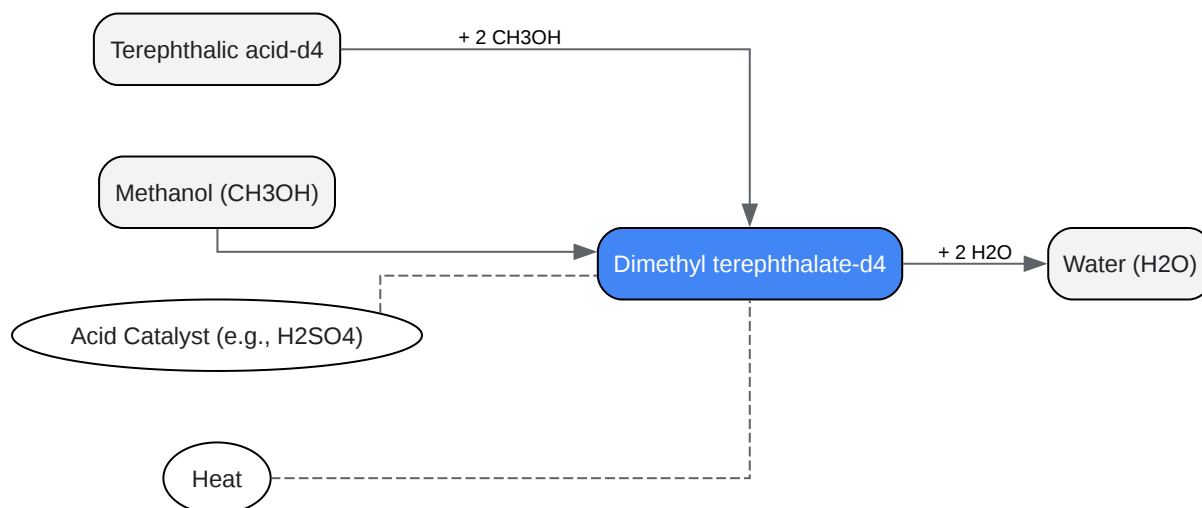 Terephthalic acid-d4
+ 2 CH3OH
Methanol (CH3OH)
Dimethyl terephthalate-d4
+ 2 H2O
Water (H2O)
Acid Catalyst (e.g., H2SO4)
Heat